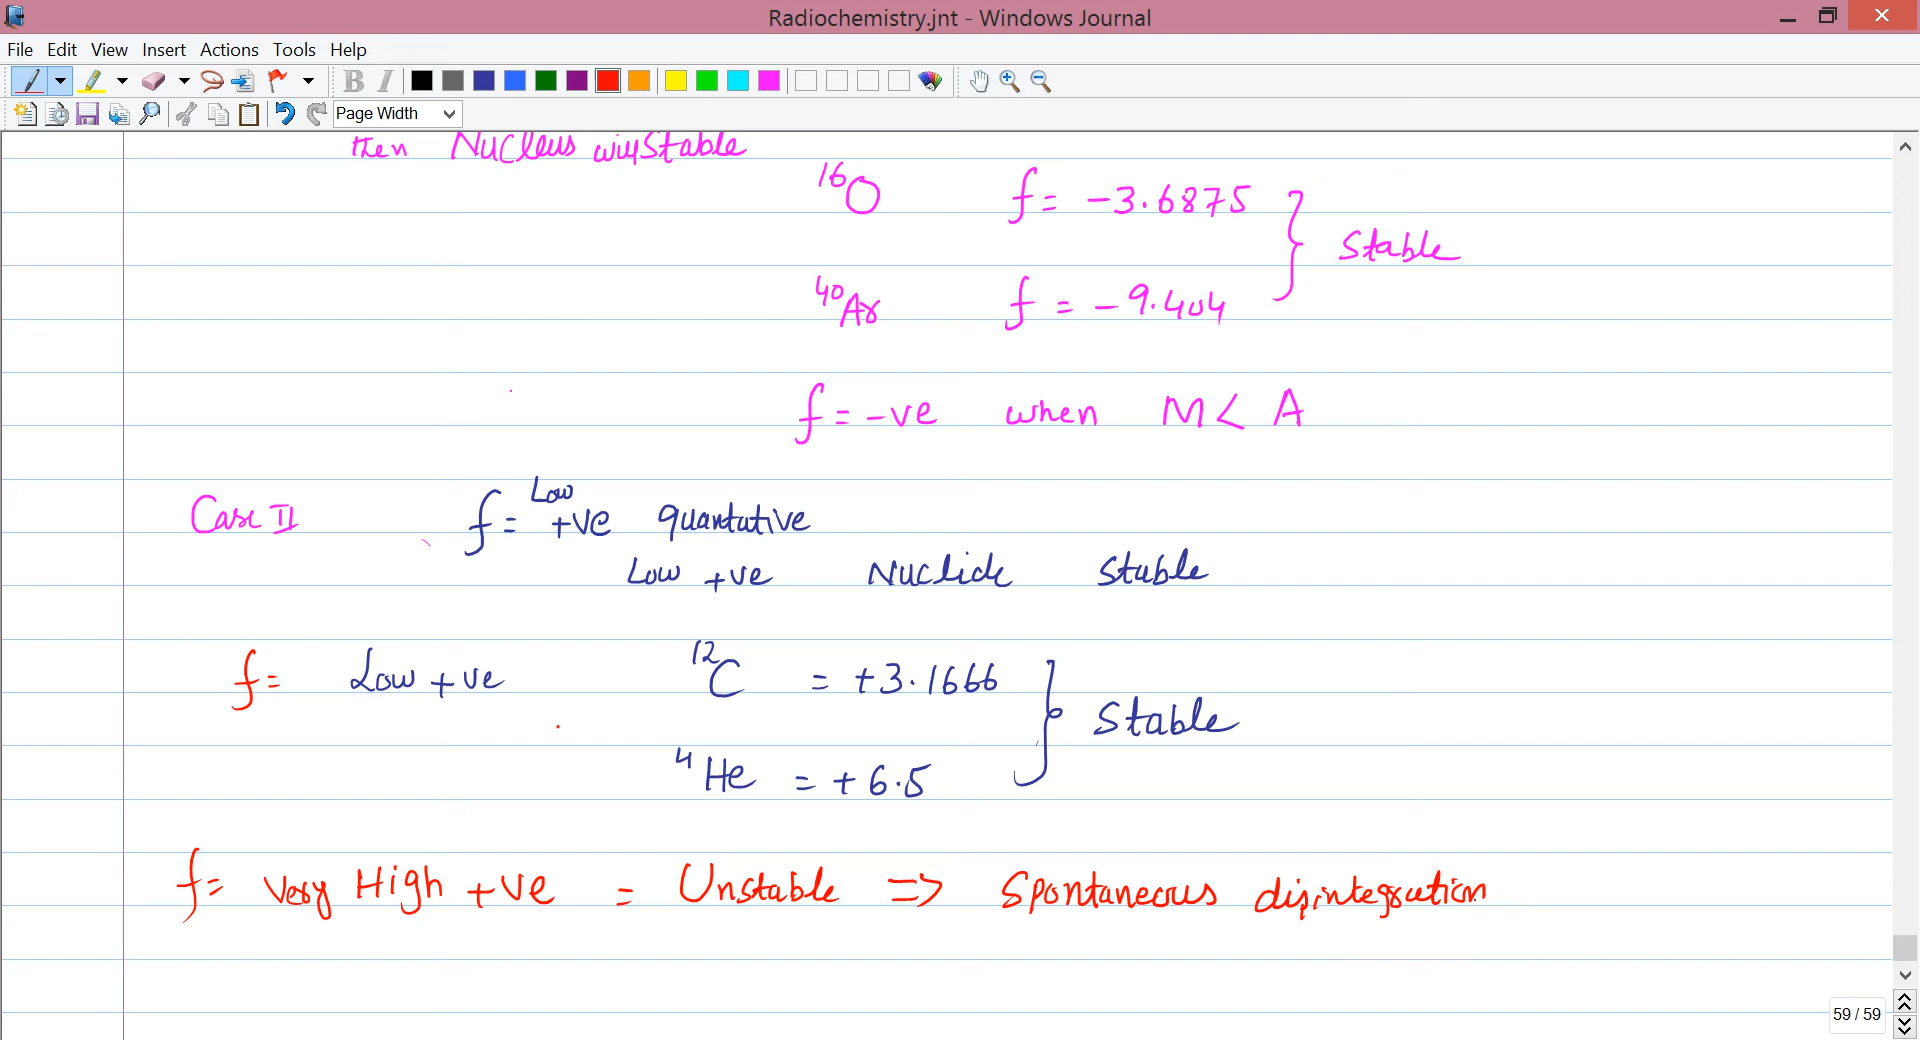 Radiochemistry.jnt - Windows Journal
File Edit View Insert Actions Tools Help
B I
Page Width
then Nucleus will Stable
16O f = -3.6875
Stable
40Ar f = -9.404
f = -ve when M < A
Case II f = Low +ve quantative
Low +ve Nuclide Stable
f = Low +ve 12C = +3.1666
Stable
4He = +6.5
f = very High +ve = Unstable => Spontaneous disintegration
59 / 59